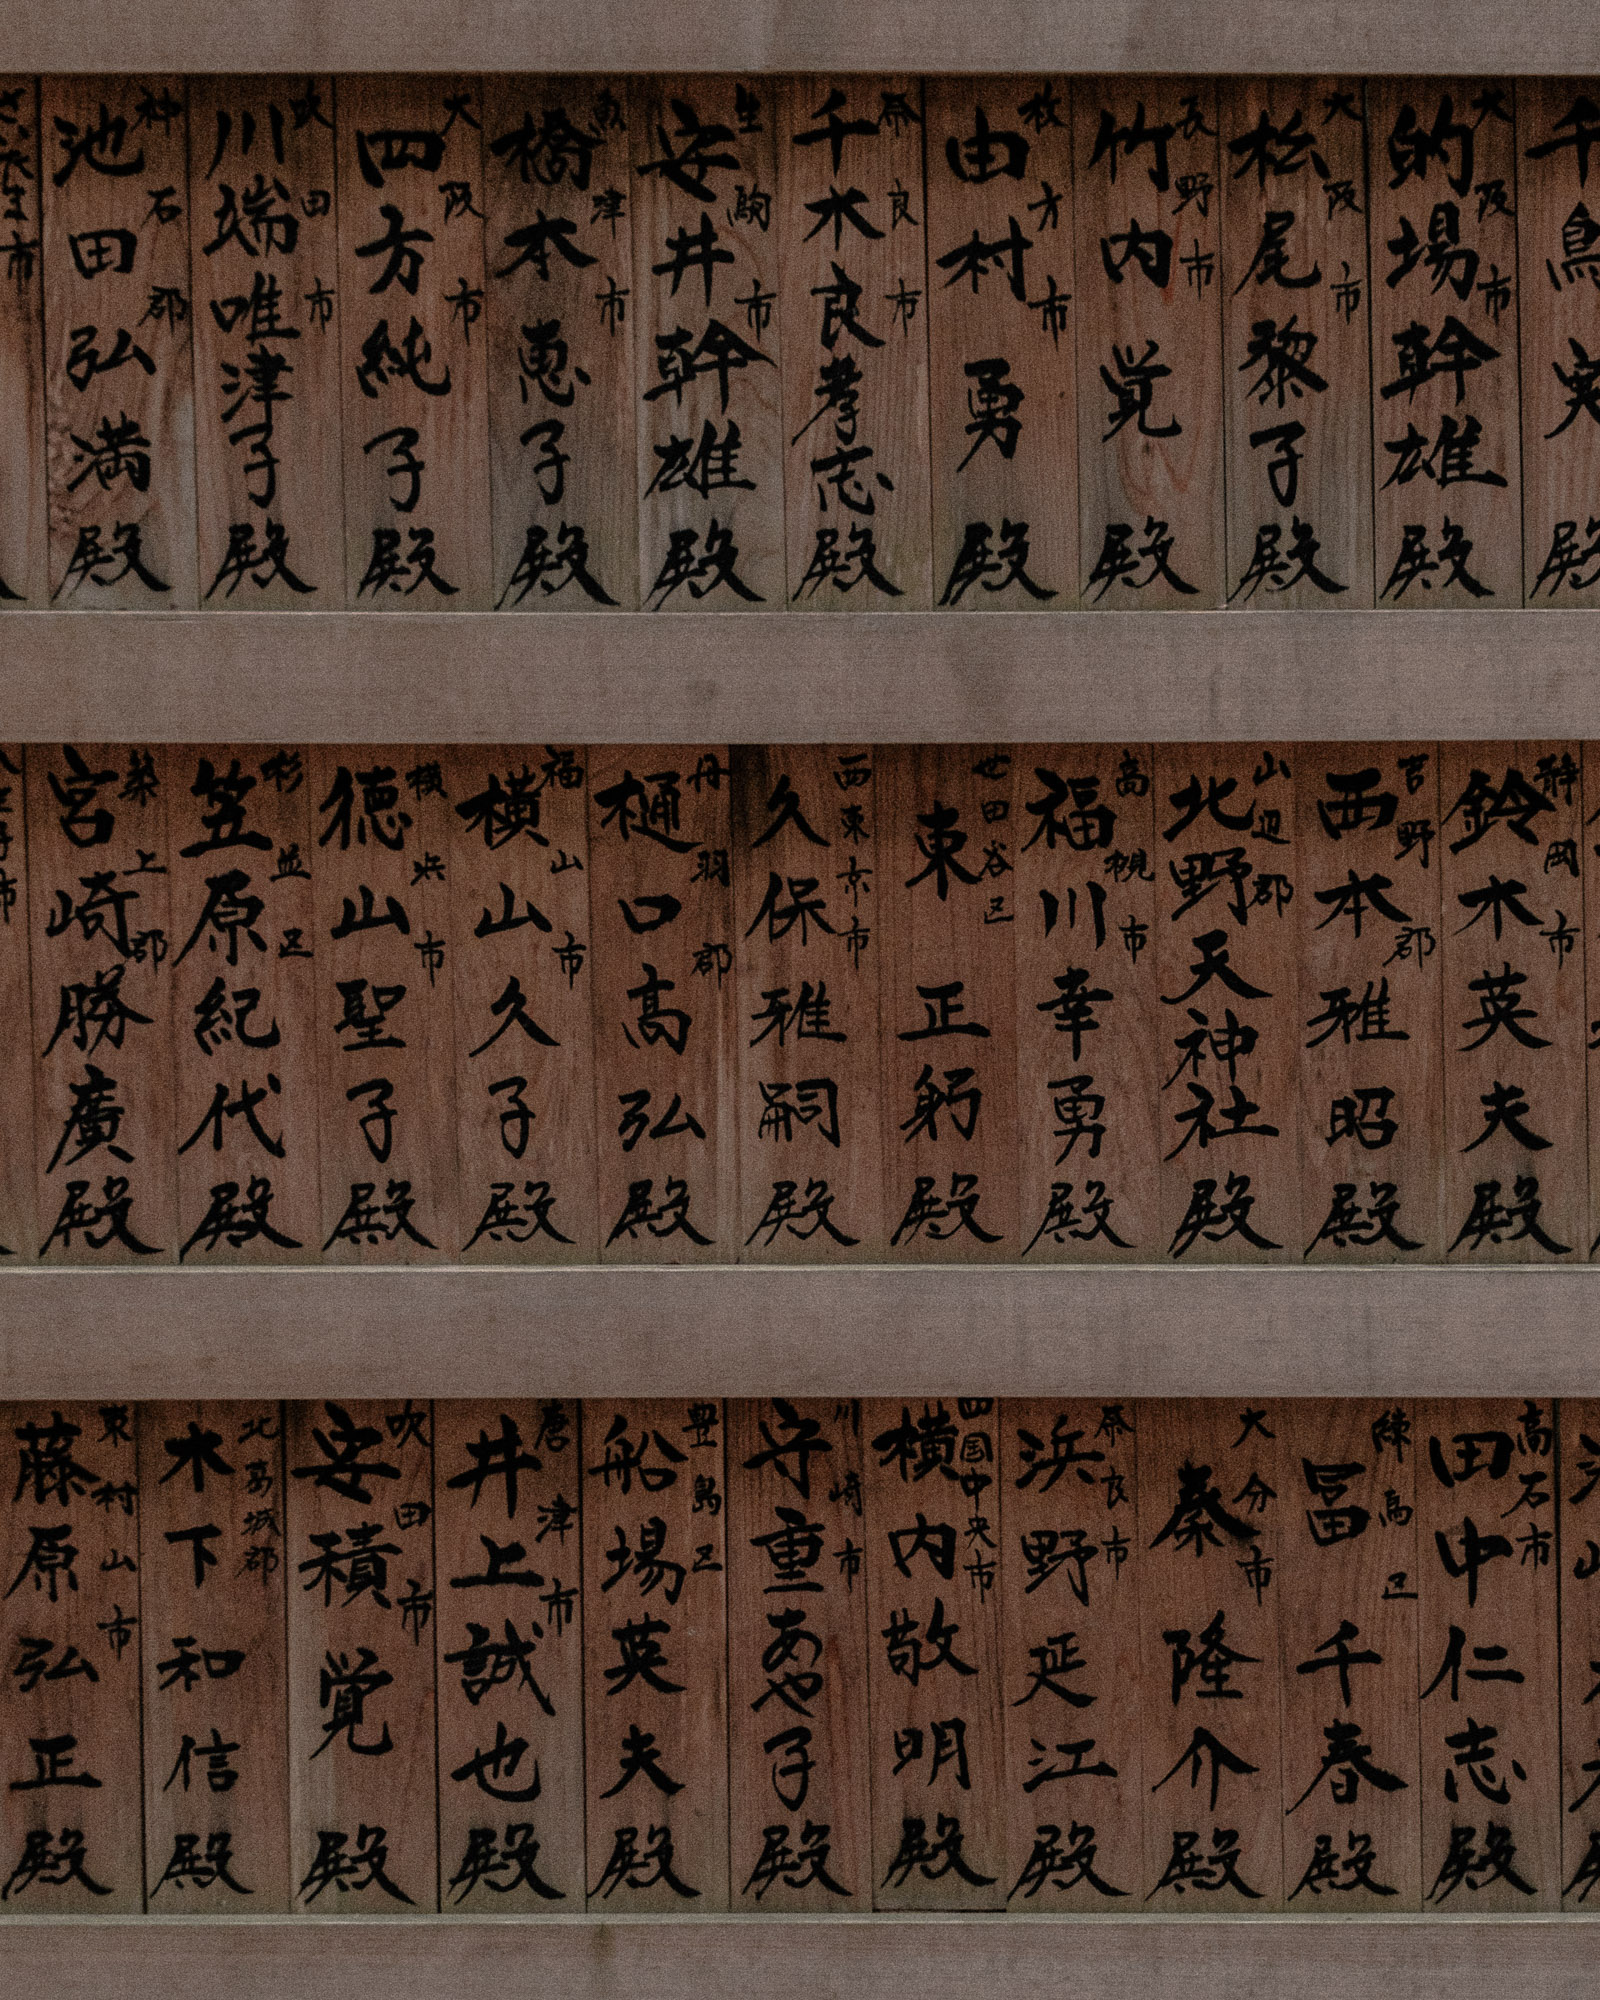 千鳥実殿
大阪市
的場幹雄殿
大阪市
松尾黎子殿
長野市
竹内覚殿
枚方市
由村勇殿
奈良市
千水良孝志殿
生駒市
安井幹雄殿
魚津市
橋本恵子殿
大阪市
四方純子殿
吹田市
川端唯津子殿
神石郡
池田弘満殿
さいたま市
静岡市
鈴木英夫殿
吉野郡
西本雅昭殿
山辺郡
北野天神社殿
高槻市
福川幸勇殿
世田谷区
東正躬殿
西東京市
久保雅嗣殿
丹羽郡
樋口高弘殿
福山市
横山久子殿
横浜市
徳山聖子殿
杉並区
笠原紀代殿
築上郡
宮崎勝廣殿
高石市
田中仁志殿
練馬区
冨千春殿
大分市
秦隆介殿
奈良市
浜野延江殿
四国中央市
横内敬明殿
川崎市
守重あや子殿
豊島区
船場英夫殿
唐津市
井上誠也殿
吹田市
安積覚殿
北葛城郡
木下和信殿
東村山市
藤原弘正殿